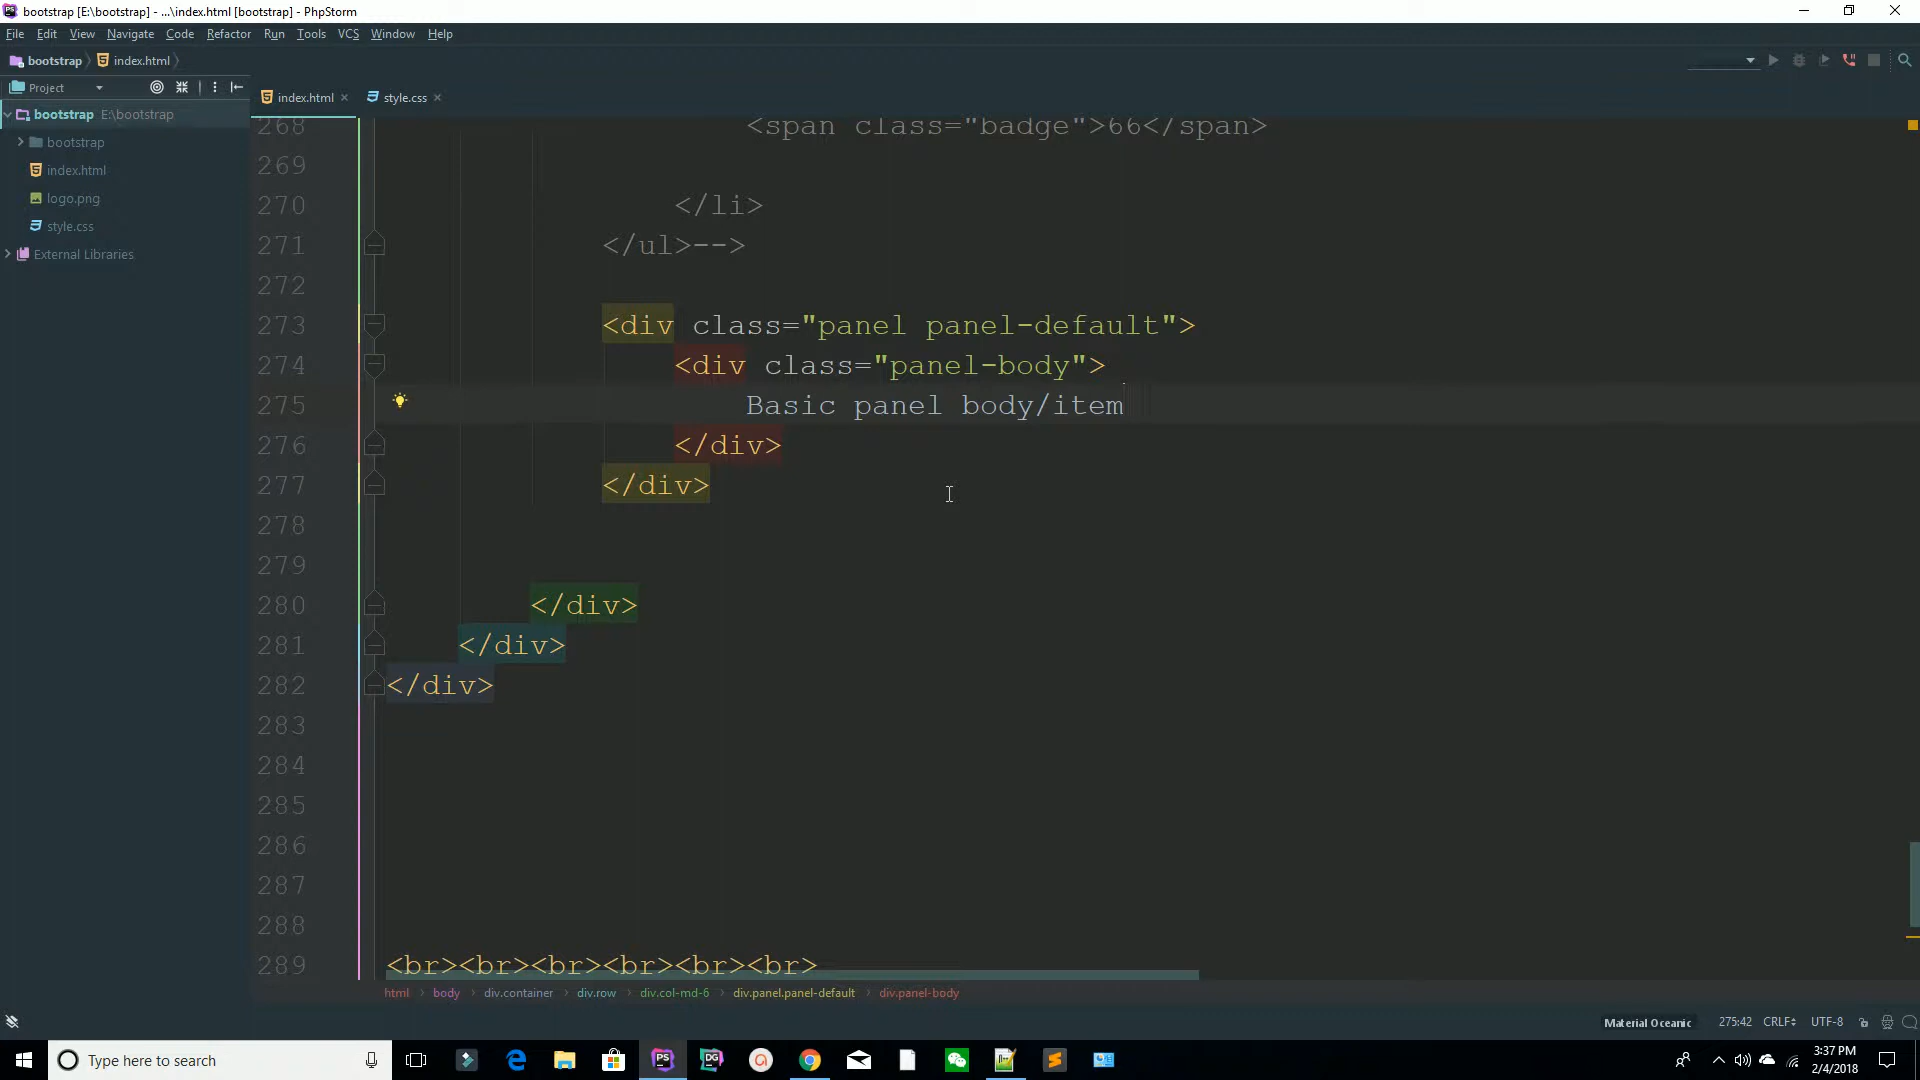 bootstrap [E:\bootstrap] - ...\index.html [bootstrap] - PhpStorm
File Edit View Navigate Code Refactor Run Tools VCS Window Help
bootstrap index.html
Project
index.html style.css
bootstrap E:\bootstrap
bootstrap
index.html
logo.png
style.css
External Libraries
268 <span class="badge">66</span>
269
270 </li>
271 </ul>-->
272
273 <div class="panel panel-default">
274 <div class="panel-body">
275 Basic panel body/item
276 </div>
277 </div>
278
279
280 </div>
281 </div>
282 </div>
283
284
285
286
287
288
289 <br><br><br><br><br><br>
html body div.container div.row div.col-md-6 div.panel.panel-default div.panel-body
Material Oceanic 275:42 CRLF UTF-8
Type here to search
PS DG
3:37 PM
2/4/2018